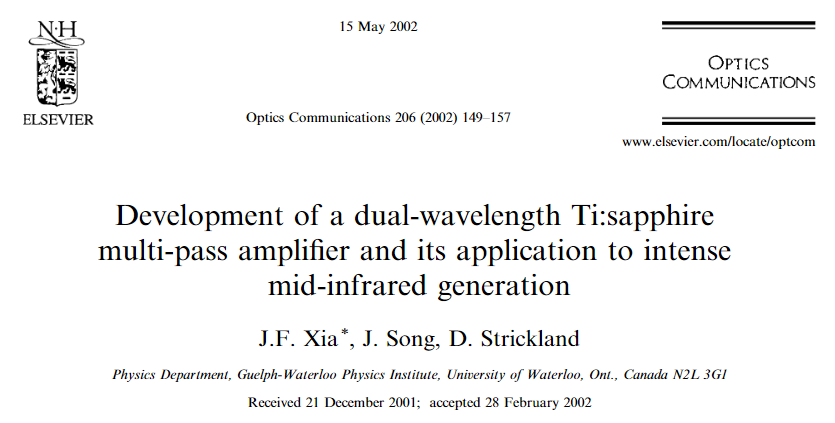 15 May 2002
N·H
ELSEVIER
OPTICS
COMMUNICATIONS
Optics Communications 206 (2002) 149–157
www.elsevier.com/locate/optcom
Development of a dual-wavelength Ti:sapphire
multi-pass amplifier and its application to intense
mid-infrared generation
J.F. Xia *, J. Song, D. Strickland
Physics Department, Guelph-Waterloo Physics Institute, University of Waterloo, Ont., Canada N2L 3G1
Received 21 December 2001; accepted 28 February 2002